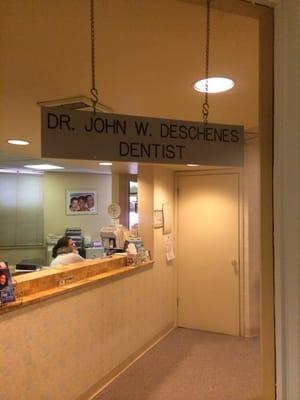 DR. JOHN W. DESCHENES
DENTIST